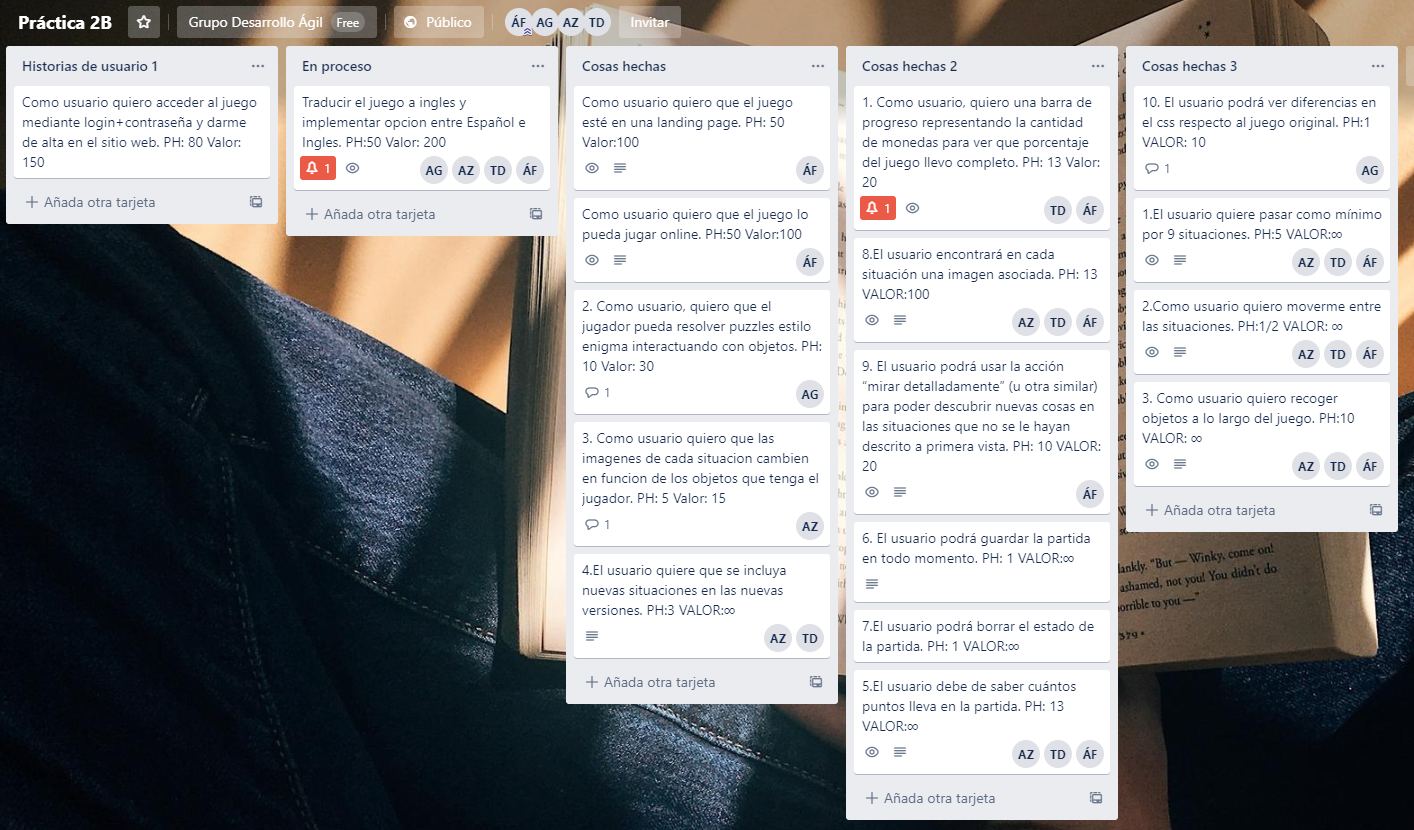 Práctica 2B
Grupo Desarrollo Ágil Free
Público
ÁF AG AZ TD
Invitar
Historias de usuario 1
Como usuario quiero acceder al juego
mediante login+contraseña y darme
de alta en el sitio web. PH: 80 Valor:
150
Añada otra tarjeta
En proceso
Traducir el juego a ingles y
implementar opcion entre Español e
Ingles. PH:50 Valor: 200
1
AG AZ TD ÁF
Añada otra tarjeta
Cosas hechas
Como usuario quiero que el juego
esté en una landing page. PH: 50
Valor:100
ÁF
Como usuario quiero que el juego lo
pueda jugar online. PH:50 Valor:100
ÁF
2. Como usuario, quiero que el
jugador pueda resolver puzzles estilo
enigma interactuando con objetos. PH:
10 Valor: 30
1 AG
3. Como usuario quiero que las
imagenes de cada situacion cambien
en funcion de los objetos que tenga el
jugador. PH: 5 Valor: 15
1 AZ
4.El usuario quiere que se incluya
nuevas situaciones en las nuevas
versiones. PH:3 VALOR:∞
AZ TD
Añada otra tarjeta
Cosas hechas 2
1. Como usuario, quiero una barra de
progreso representando la cantidad
de monedas para ver que porcentaje
del juego llevo completo. PH: 13 Valor:
20
1 TD ÁF
8.El usuario encontrará en cada
situación una imagen asociada. PH: 13
VALOR:100
AZ TD ÁF
9. El usuario podrá usar la acción
“mirar detalladamente” (u otra similar)
para poder descubrir nuevas cosas en
las situaciones que no se le hayan
descrito a primera vista. PH: 10 VALOR:
20
ÁF
6. El usuario podrá guardar la partida
en todo momento. PH: 1 VALOR:∞
7.El usuario podrá borrar el estado de
la partida. PH: 1 VALOR:∞
5.El usuario debe de saber cuántos
puntos lleva en la partida. PH: 13
VALOR:∞
AZ TD ÁF
Añada otra tarjeta
Cosas hechas 3
10. El usuario podrá ver diferencias en
el css respecto al juego original. PH:1
VALOR: 10
1 AG
1.El usuario quiere pasar como mínimo
por 9 situaciones. PH:5 VALOR:∞
AZ TD ÁF
2.Como usuario quiero moverme entre
las situaciones. PH:1/2 VALOR: ∞
AZ TD ÁF
3. Como usuario quiero recoger
objetos a lo largo del juego. PH:10
VALOR: ∞
AZ TD ÁF
Añada otra tarjeta
“But — Winky, come on!
ashamed, not you! You didn't do
orrible to you —”